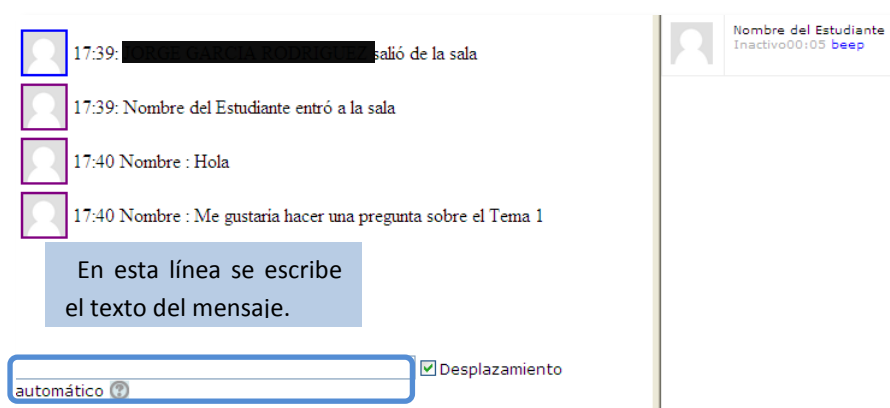 17:39: salió de la sala
17:39: Nombre del Estudiante entró a la sala
17:40 Nombre : Hola
17:40 Nombre : Me gustaria hacer una pregunta sobre el Tema 1
En esta línea se escribe
el texto del mensaje.
Desplazamiento
automático
Nombre del Estudiante
Inactivo00:05 beep